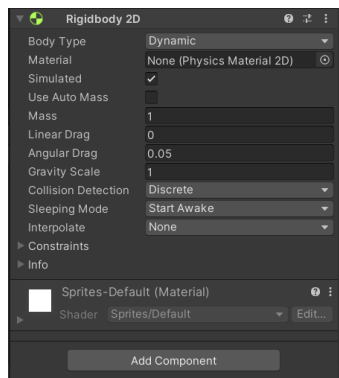 Rigidbody 2D
Body Type Dynamic
Material None (Physics Material 2D)
Simulated
Use Auto Mass
Mass 1
Linear Drag 0
Angular Drag 0.05
Gravity Scale 1
Collision Detection Discrete
Sleeping Mode Start Awake
Interpolate None
Constraints
Info
Sprites-Default (Material)
Shader Sprites/Default Edit...
Add Component